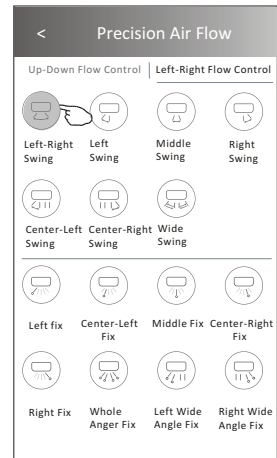 < Precision Air Flow
Up-Down Flow Control | Left-Right Flow Control
Left-Right Swing
Left Swing
Middle Swing
Right Swing
Center-Left Swing
Center-Right Swing
Wide Swing
Left fix
Center-Left Fix
Middle Fix
Center-Right Fix
Right Fix
Whole Anger Fix
Left Wide Angle Fix
Right Wide Angle Fix